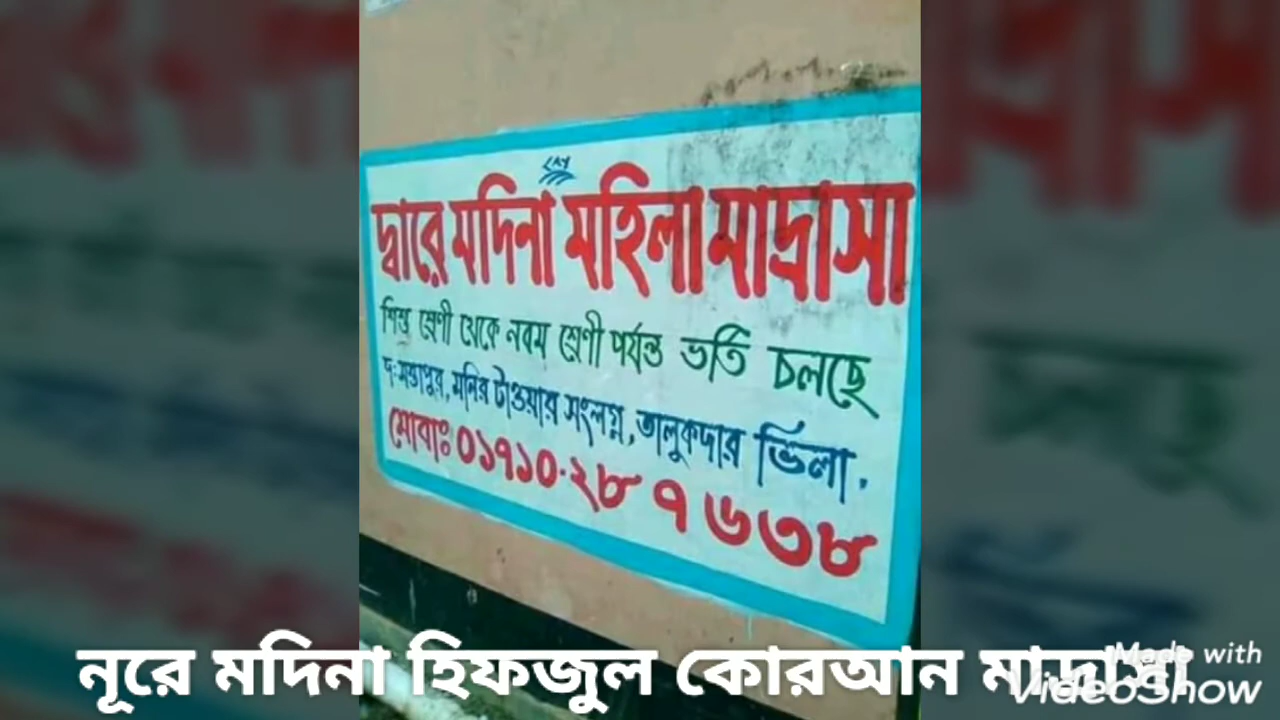 দ্বারে মদিনা মহিলা মাদ্রাসা
শিশু শ্রেণী থেকে নবম শ্রেণী পর্যন্ত ভর্তি চলছে
দ:সস্তাপুর, মনির টাওয়ার সংলগ্ন, তালুকদার ভিলা.
মোবাঃ ০১৭১০-২৮৭৬৩৮
নূরে মদিনা হিফজুল কোরআন মাদ্রাসা
Made with
VideoShow